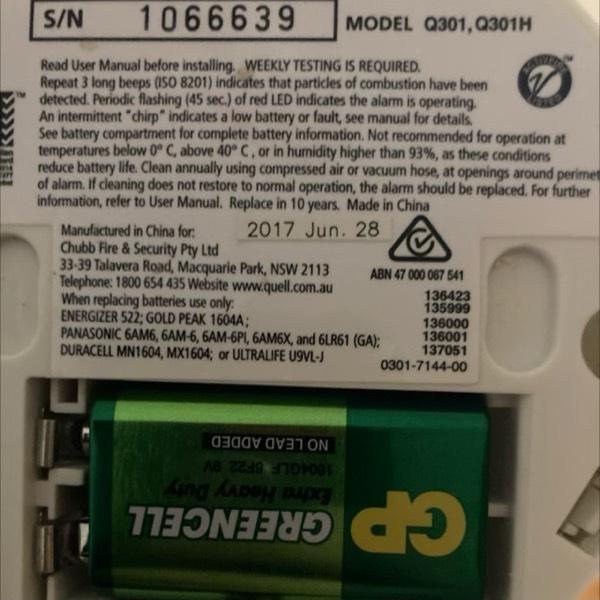 S/N 1066639 MODEL Q301, Q301H
Read User Manual before installing. WEEKLY TESTING IS REQUIRED.
Repeat 3 long beeps (ISO 8201) indicates that particles of combustion have been
detected. Periodic flashing (45 sec.) of red LED indicates the alarm is operating.
An intermittent "chirp" indicates a low battery or fault, see manual for details.
See battery compartment for complete battery information. Not recommended for operation at
temperatures below 0° C, above 40° C, or in humidity higher than 93%, as these conditions
reduce battery life. Clean annually using compressed air or vacuum hose, at openings around perimet
of alarm. If cleaning does not restore to normal operation, the alarm should be replaced. For further
information, refer to User Manual. Replace in 10 years. Made in China
Manufactured in China for: 2017 Jun. 28
Chubb Fire & Security Pty Ltd
33-39 Talavera Road, Macquarie Park, NSW 2113
Telephone: 1800 654 435 Website www.quell.com.au
ABN 47 000 067 541
When replacing batteries use only:
ENERGIZER 522; GOLD PEAK 1604A;
PANASONIC 6AM6, 6AM-6, 6AM-6PI, 6AM6X, and 6LR61 (GA);
DURACELL MN1604, MX1604; or ULTRALIFE U9VL-J
136423
135999
136000
136001
137051
0301-7144-00
GP GREENCELL
Extra Heavy Duty
1604GLF 6F22 9V
NO LEAD ADDED